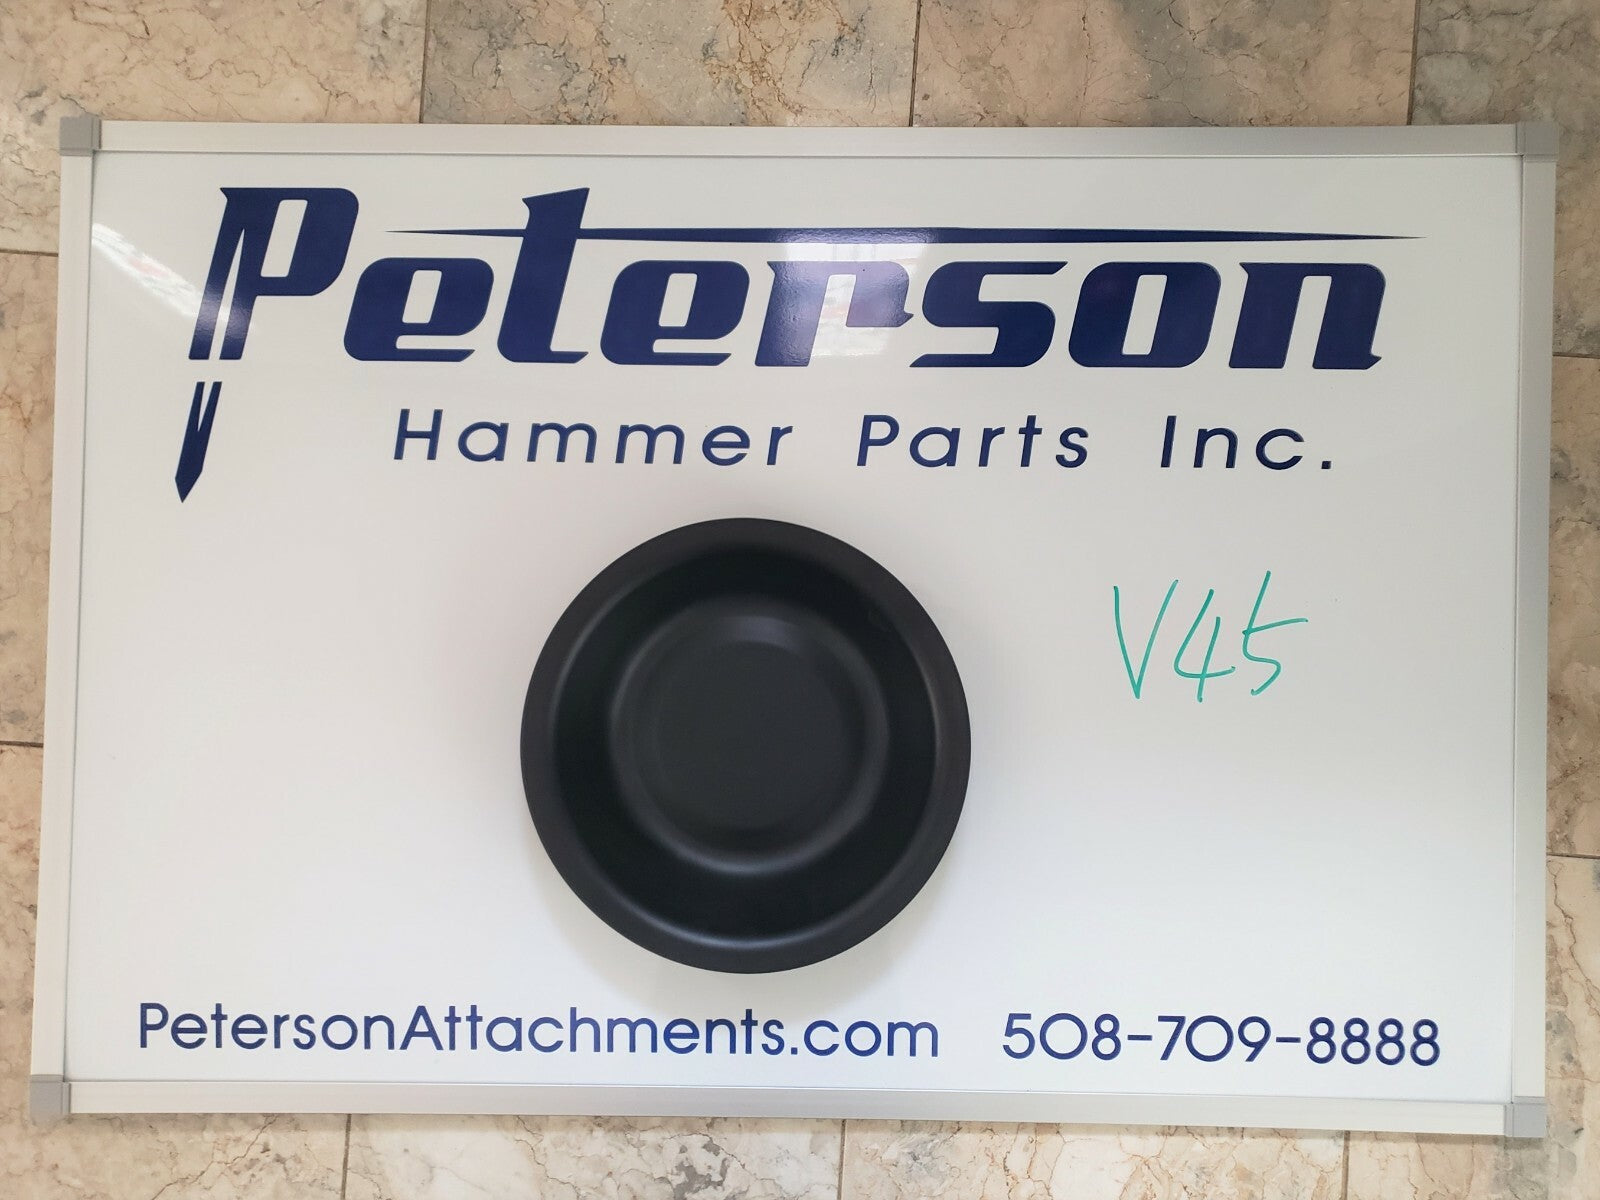 Peterson
Hammer Parts Inc.
V45
PetersonAttachments.com 508-709-8888